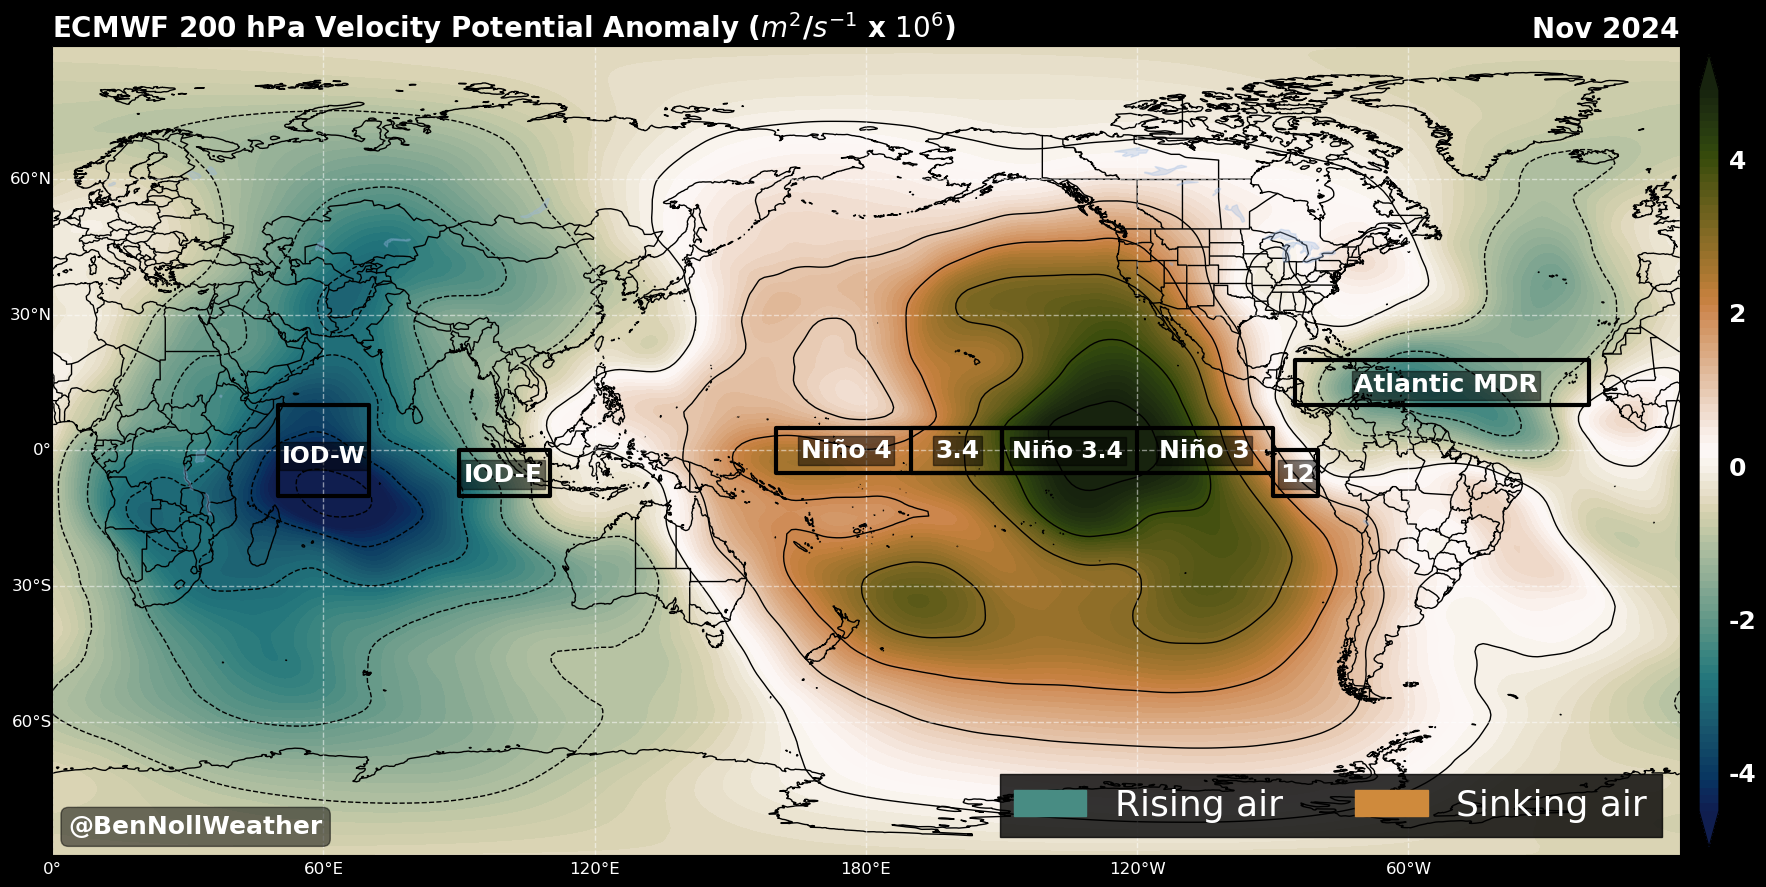 ECMWF 200 hPa Velocity Potential Anomaly (m²/s⁻¹ x 10⁶)
Nov 2024
60°N
30°N
0°
30°S
60°S
IOD-W
IOD-E
Niño 4
3.4
Niño 3.4
Niño 3
12
Atlantic MDR
4
2
0
-2
-4
Rising air
Sinking air
@BenNollWeather
0°
60°E
120°E
180°E
120°W
60°W